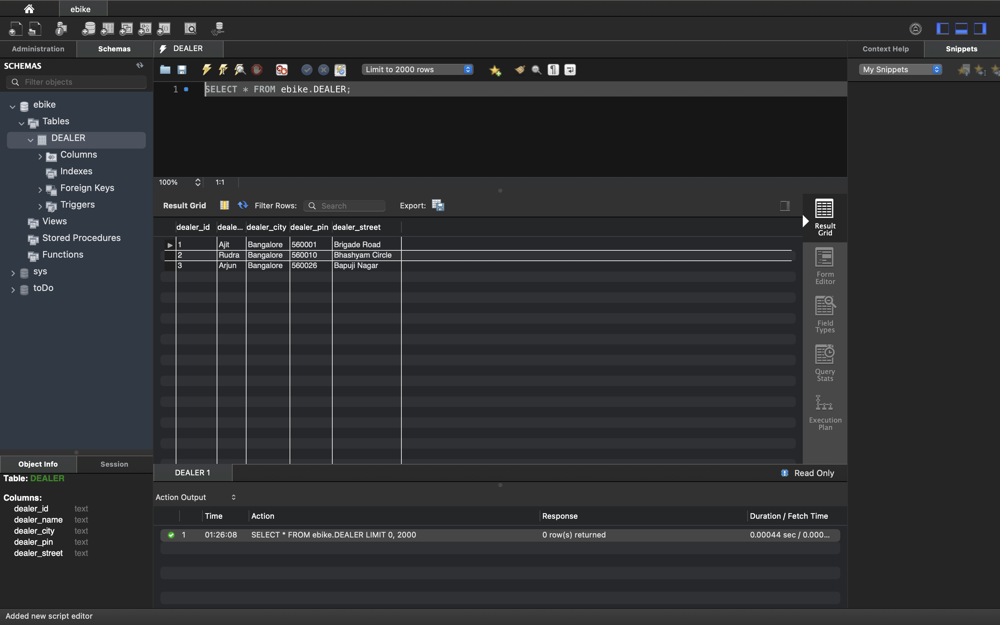 ebike
Administration
Schemas
DEALER
Context Help
Snippets
SCHEMAS
Filter objects
Limit to 2000 rows
My Snippets
1 SELECT * FROM ebike.DEALER;
ebike
Tables
DEALER
Columns
Indexes
Foreign Keys
Triggers
Views
Stored Procedures
Functions
sys
toDo
100% 1:1
Result Grid Filter Rows: Search Export:
dealer_id deale... dealer_city dealer_pin dealer_street
1 Ajit Bangalore 560001 Brigade Road
2 Rudra Bangalore 560010 Bhashyam Circle
3 Arjun Bangalore 560026 Bapuji Nagar
Result
Grid
Form
Editor
Field
Types
Query
Stats
Execution
Plan
Object Info Session
Table: DEALER
Columns:
dealer_id text
dealer_name text
dealer_city text
dealer_pin text
dealer_street text
DEALER 1
Read Only
Action Output
Time Action Response Duration / Fetch Time
1 01:26:08 SELECT * FROM ebike.DEALER LIMIT 0, 2000 0 row(s) returned 0.00044 sec / 0.000...
Added new script editor